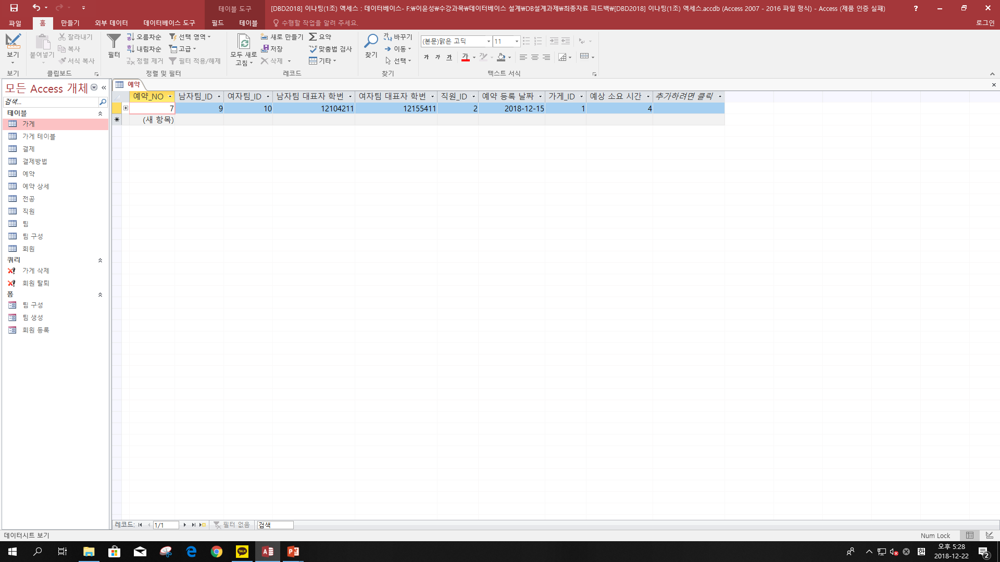 테이블 도구
[DBD2018] 이나팅(1조) 액세스 : 데이터베이스- F:₩이윤성₩수강과목₩데이터베이스 설계₩DB설계과제₩최종자료 피드백₩[DBD2018] 이나팅(1조) 액세스.accdb (Access 2007 - 2016 파일 형식) - Access (제품 인증 실패)
?
파일 홈 만들기 외부 데이터 데이터베이스 도구 필드 테이블 수행할 작업을 알려 주세요. 로그인
잘라내기 오름차순 선택 영역 새로 만들기 요약 바꾸기 (본문)맑은 고딕 11
보기 붙여넣기 복사 필터 내림차순 고급 모두 새로 고침 저장 맞춤법 검사 찾기 이동
서식 복사 정렬 제거 필터 적용/해제 삭제 기타 선택 가 가 가 가
보기 클립보드 정렬 및 필터 레코드 찾기 텍스트 서식
모든 Access 개체
예약
검색...
예약_NO 남자팀_ID 여자팀_ID 남자팀 대표자 학번 여자팀 대표자 학번 직원_ID 예약 등록 날짜 가게_ID 예상 소요 시간 추가하려면 클릭
7 9 10 12104211 12155411 2 2018-12-15 1 4
(새 항목)
테이블
가게
가게 테이블
결제
결제방법
예약
예약 상세
전공
직원
팀
팀 구성
회원
쿼리
가게 삭제
회원 탈퇴
폼
팀 구성
팀 생성
회원 등록
레코드: 1/1 필터 없음 검색
데이터시트 보기 Num Lock
TALK
한
오후 5:28
2018-12-22
2